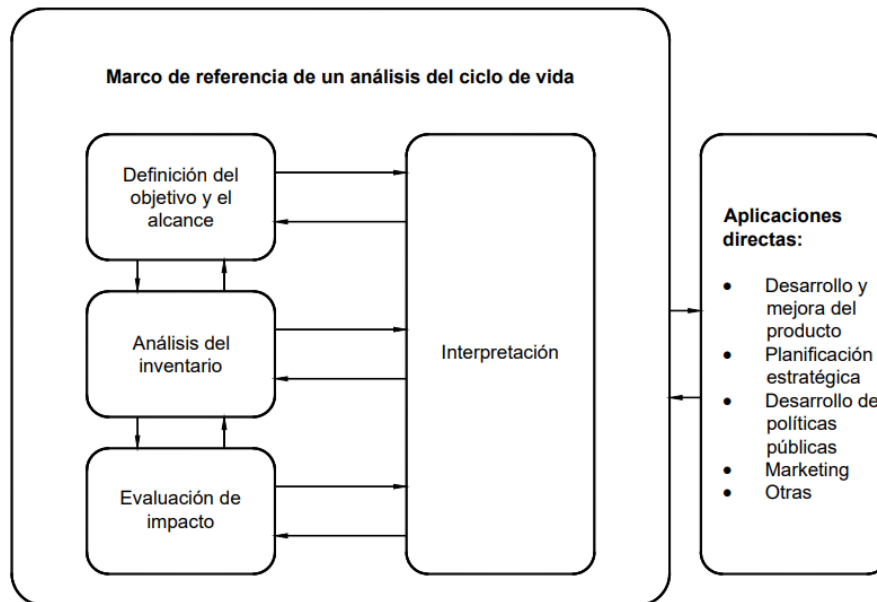 Marco de referencia de un análisis del ciclo de vida
Definición del
objetivo y el
alcance
Análisis del
inventario
Evaluación de
impacto
Interpretación
Aplicaciones
directas:
• Desarrollo y
mejora del
producto
• Planificación
estratégica
• Desarrollo de
políticas
públicas
• Marketing
• Otras